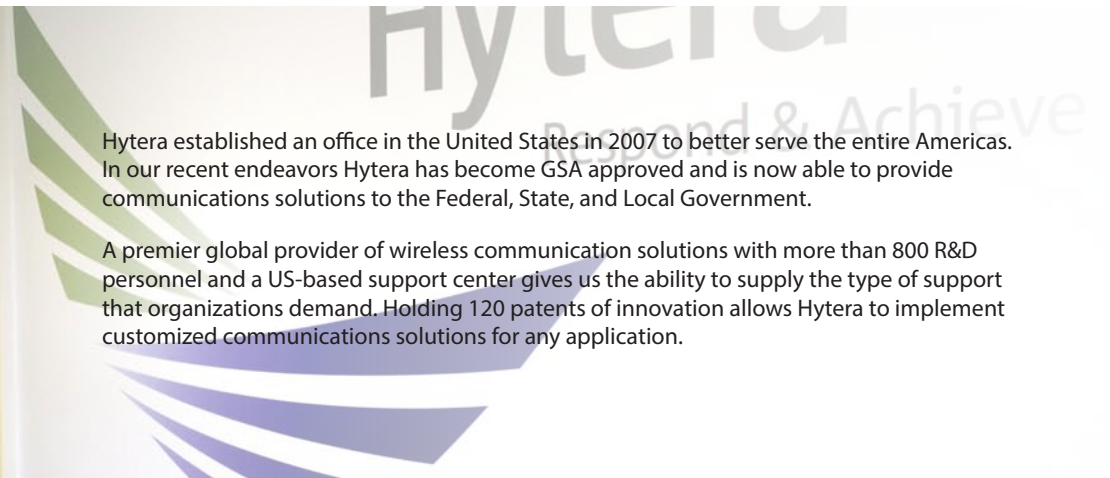 Hytera
Respond & Achieve
Hytera established an office in the United States in 2007 to better serve the entire Americas.
In our recent endeavors Hytera has become GSA approved and is now able to provide
communications solutions to the Federal, State, and Local Government.
A premier global provider of wireless communication solutions with more than 800 R&D
personnel and a US-based support center gives us the ability to supply the type of support
that organizations demand. Holding 120 patents of innovation allows Hytera to implement
customized communications solutions for any application.